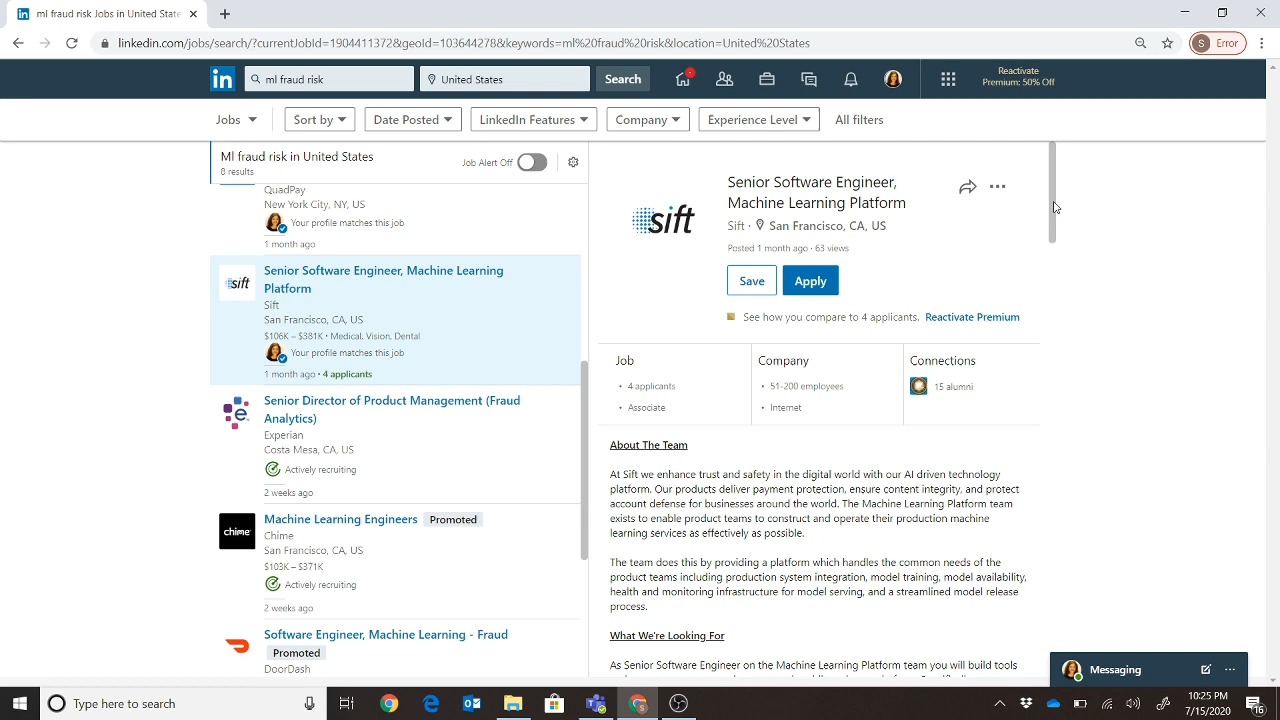 ml fraud risk Jobs in United State
linkedin.com/jobs/search/?currentJobId=1904411372&geoId=103644278&keywords=ml%20fraud%20risk&location=United%20States
S Error
in
ml fraud risk
United States
Search
Reactivate
Premium: 50% Off
Jobs
Sort by
Date Posted
LinkedIn Features
Company
Experience Level
All filters
Ml fraud risk in United States
8 results
Job Alert Off
QuadPay
New York City, NY, US
Your profile matches this job
1 month ago
sift
Senior Software Engineer, Machine Learning
Platform
Sift
San Francisco, CA, US
$106K – $381K • Medical, Vision, Dental
Your profile matches this job
1 month ago • 4 applicants
e.
Senior Director of Product Management (Fraud
Analytics)
Experian
Costa Mesa, CA, US
Actively recruiting
2 weeks ago
chime
Machine Learning Engineers Promoted
Chime
San Francisco, CA, US
$103K – $371K
Actively recruiting
2 weeks ago
Software Engineer, Machine Learning - Fraud
Promoted
DoorDash
sift
Senior Software Engineer,
Machine Learning Platform
Sift · San Francisco, CA, US
Posted 1 month ago · 63 views
Save
Apply
See how you compare to 4 applicants. Reactivate Premium
Job
• 4 applicants
• Associate
Company
• 51-200 employees
• Internet
Connections
15 alumni
About The Team
At Sift we enhance trust and safety in the digital world with our AI driven technology
platform. Our products deliver payment protection, ensure content integrity, and protect
account defense for businesses around the world. The Machine Learning Platform team
exists to enable product teams to construct and operate their production machine
learning services as effectively as possible.
The team does this by providing a platform which handles the common needs of the
product teams including production system integration, model training, model availability,
health and monitoring infrastructure for model serving, and a streamlined model release
process.
What We're Looking For
As Senior Software Engineer on the Machine Learning Platform team you will build tools
Messaging
Type here to search
10:25 PM
7/15/2020
16